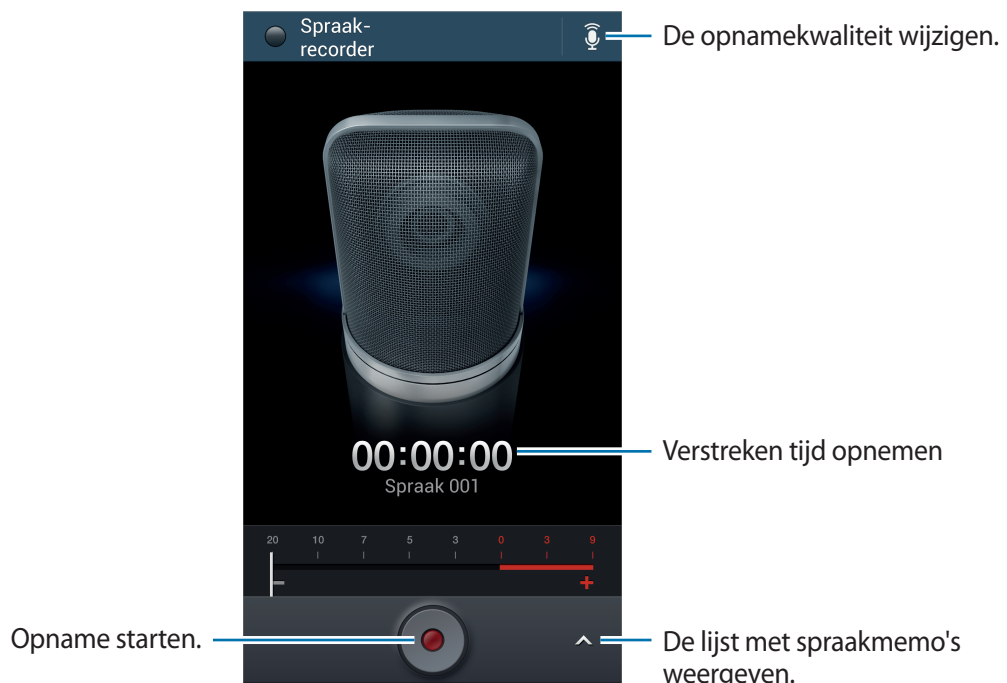 Spraak-
recorder
De opnamekwaliteit wijzigen.
00:00:00
Verstreken tijd opnemen
Spraak 001
20 10 7 5 3 0 3 9
− +
Opname starten.
De lijst met spraakmemo's
weergeven.